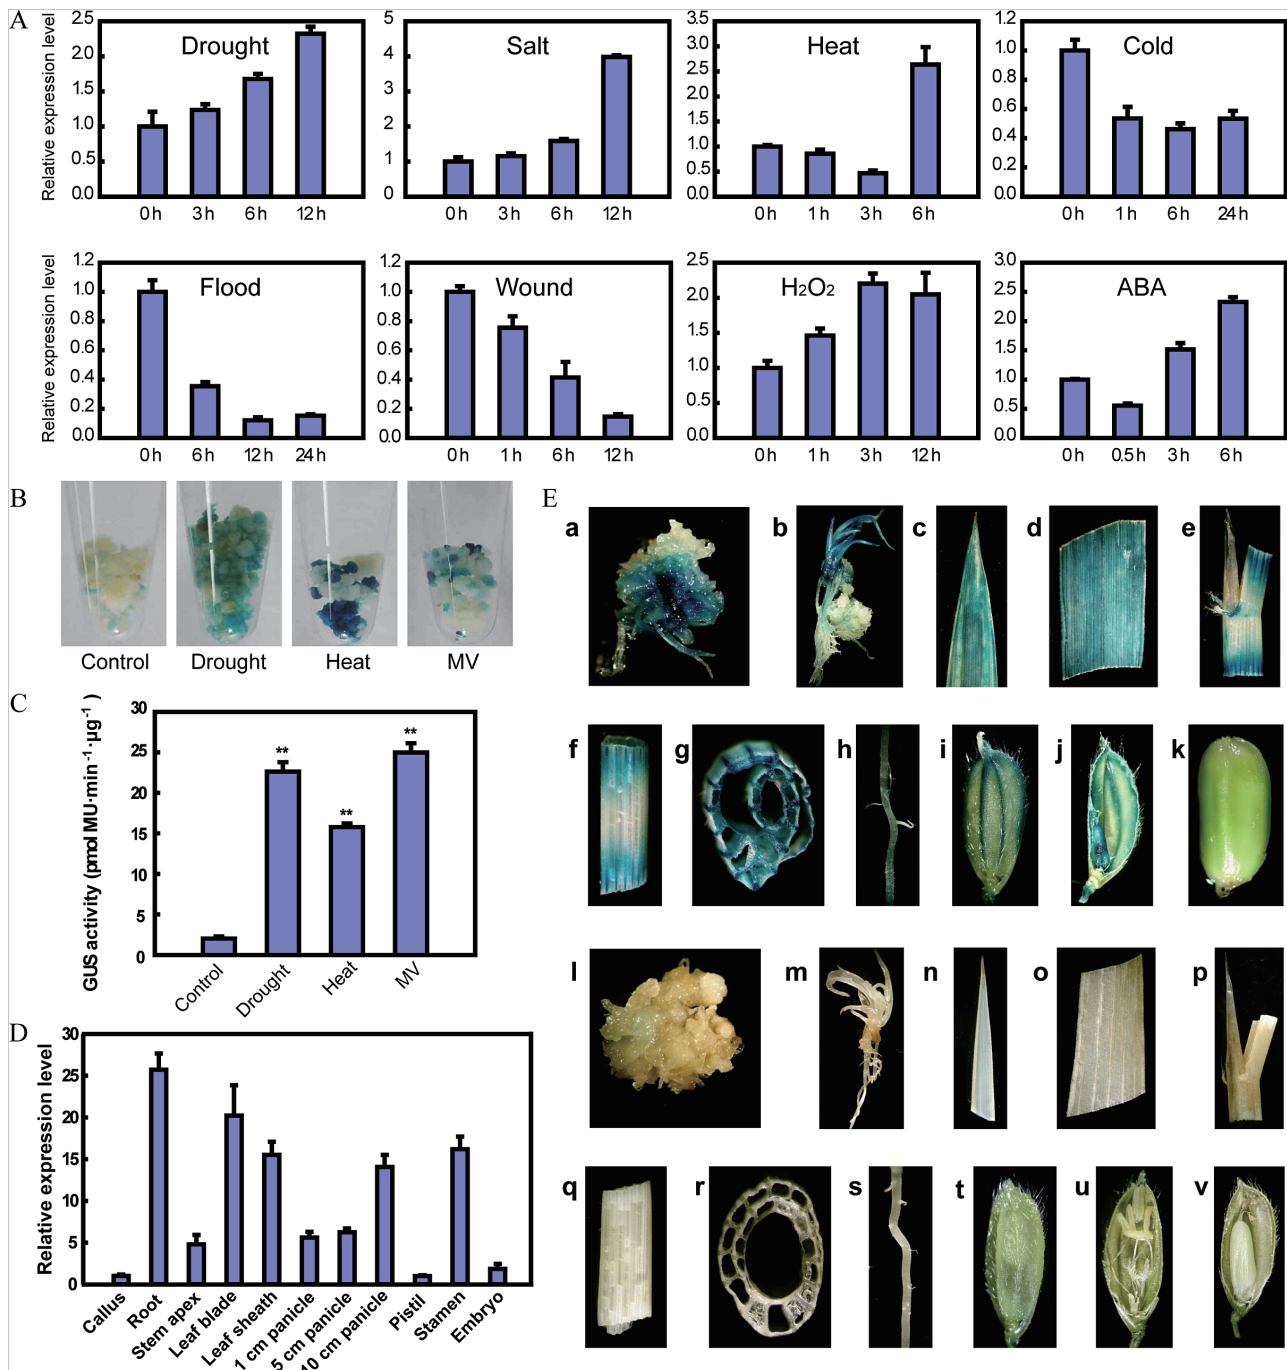 A
Relative expression level
Drought
2.5
2.0
1.5
1.0
0.5
0.0
0h 3h 6h 12h
Salt
5
4
3
2
1
0
0h 3h 6h 12h
Heat
3.5
3.0
2.5
2.0
1.5
1.0
0.5
0.0
0h 1h 3h 6h
Cold
1.2
1.0
0.8
0.6
0.4
0.2
0.0
0h 1h 6h 24h
Relative expression level
Flood
1.2
1.0
0.8
0.6
0.4
0.2
0.0
0h 6h 12h 24h
Wound
1.2
1.0
0.8
0.6
0.4
0.2
0.0
0h 1h 6h 12h
H₂O₂
2.5
2.0
1.5
1.0
0.5
0.0
0h 1h 3h 12h
ABA
3.0
2.5
2.0
1.5
1.0
0.5
0.0
0h 0.5h 3h 6h
B
Control Drought Heat MV
C
GUS activity (pmol MU·min⁻¹·µg⁻¹)
30
25
20
15
10
5
0
** ** **
Control Drought Heat MV
D
Relative expression level
30
25
20
15
10
5
0
Callus Root Stem apex Leaf blade Leaf sheath 1 cm panicle 5 cm panicle 10 cm panicle Pistil Stamen Embryo
E
a b c d e
f g h i j k
l m n o p
q r s t u v